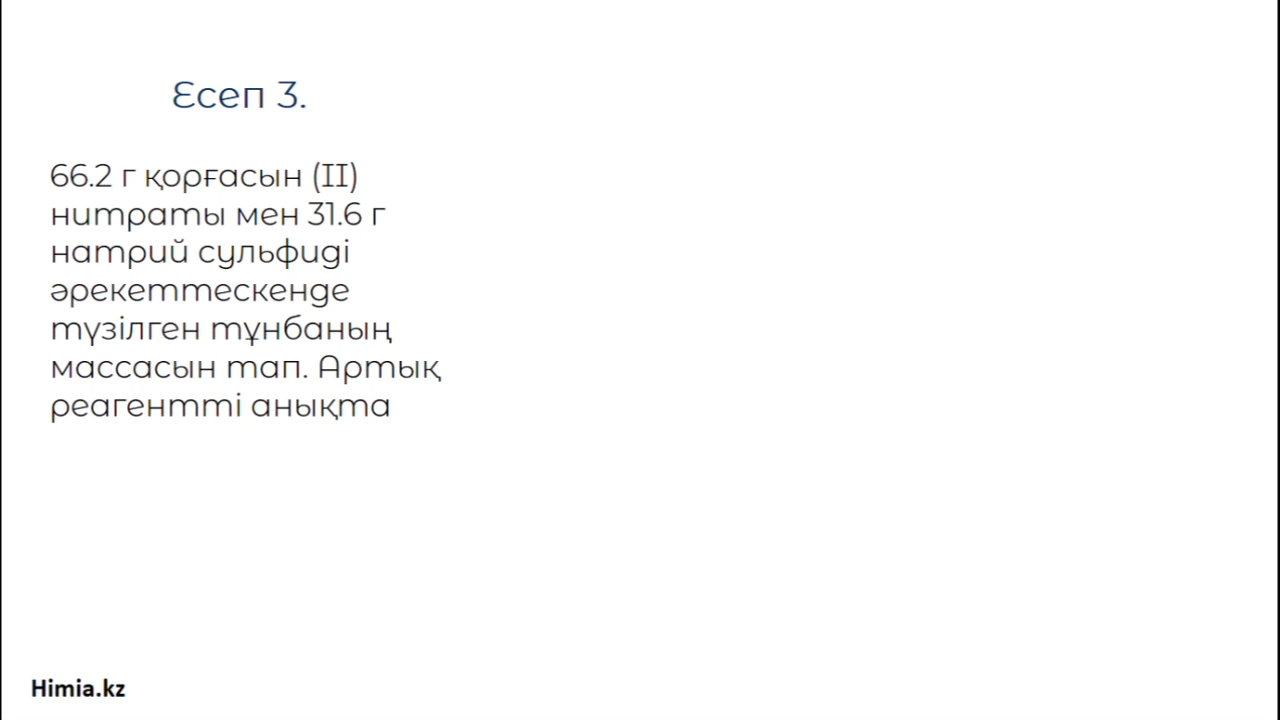 Есеп 3.
66.2 г қорғасын (II)
нитраты мен 31.6 г
натрий сульфиді
әрекеттескенде
түзілген тұнбаның
массасын тап. Артық
реагентті анықта
Himia.kz